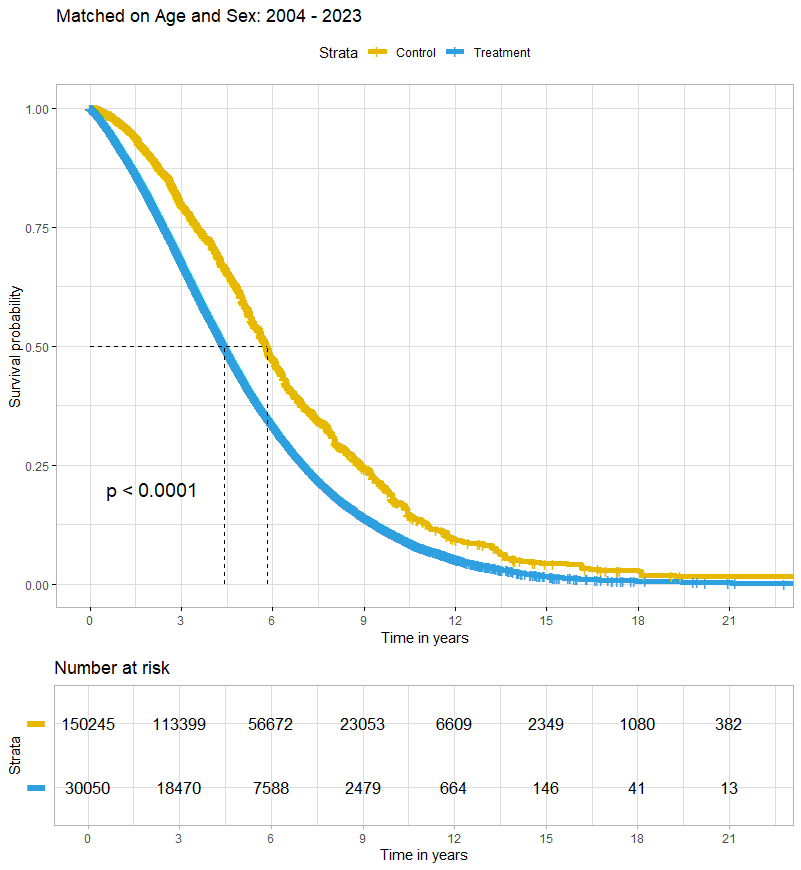 Matched on Age and Sex: 2004 - 2023
Strata Control Treatment
Survival probability
1.00
0.75
0.50
0.25
0.00
p < 0.0001
0 3 6 9 12 15 18 21
Time in years
Number at risk
Strata
150245 113399 56672 23053 6609 2349 1080 382
30050 18470 7588 2479 664 146 41 13
0 3 6 9 12 15 18 21
Time in years